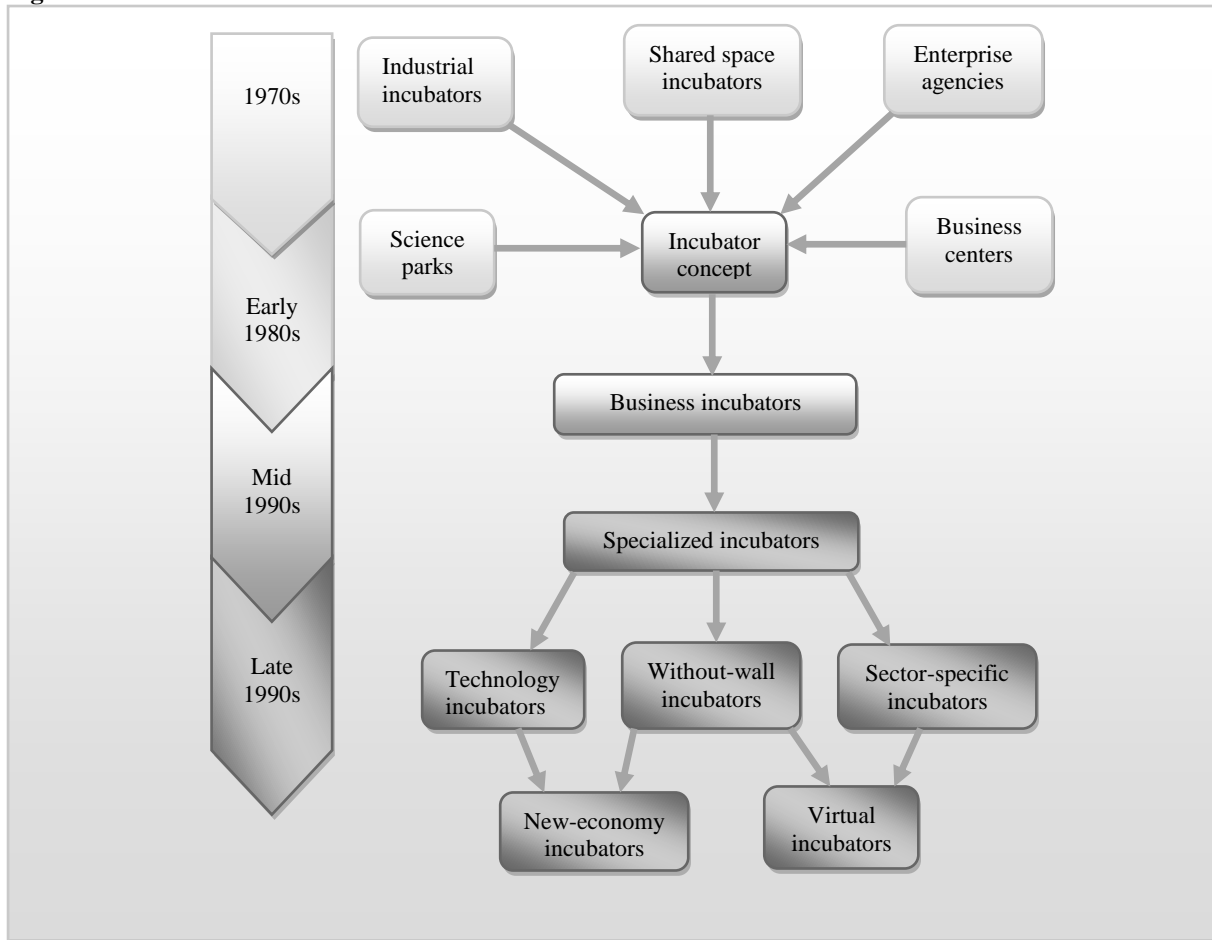 1970s
Industrial
incubators
Shared space
incubators
Enterprise
agencies
Science
parks
Incubator
concept
Business
centers
Early
1980s
Business incubators
Mid
1990s
Specialized incubators
Late
1990s
Technology
incubators
Without-wall
incubators
Sector-specific
incubators
New-economy
incubators
Virtual
incubators